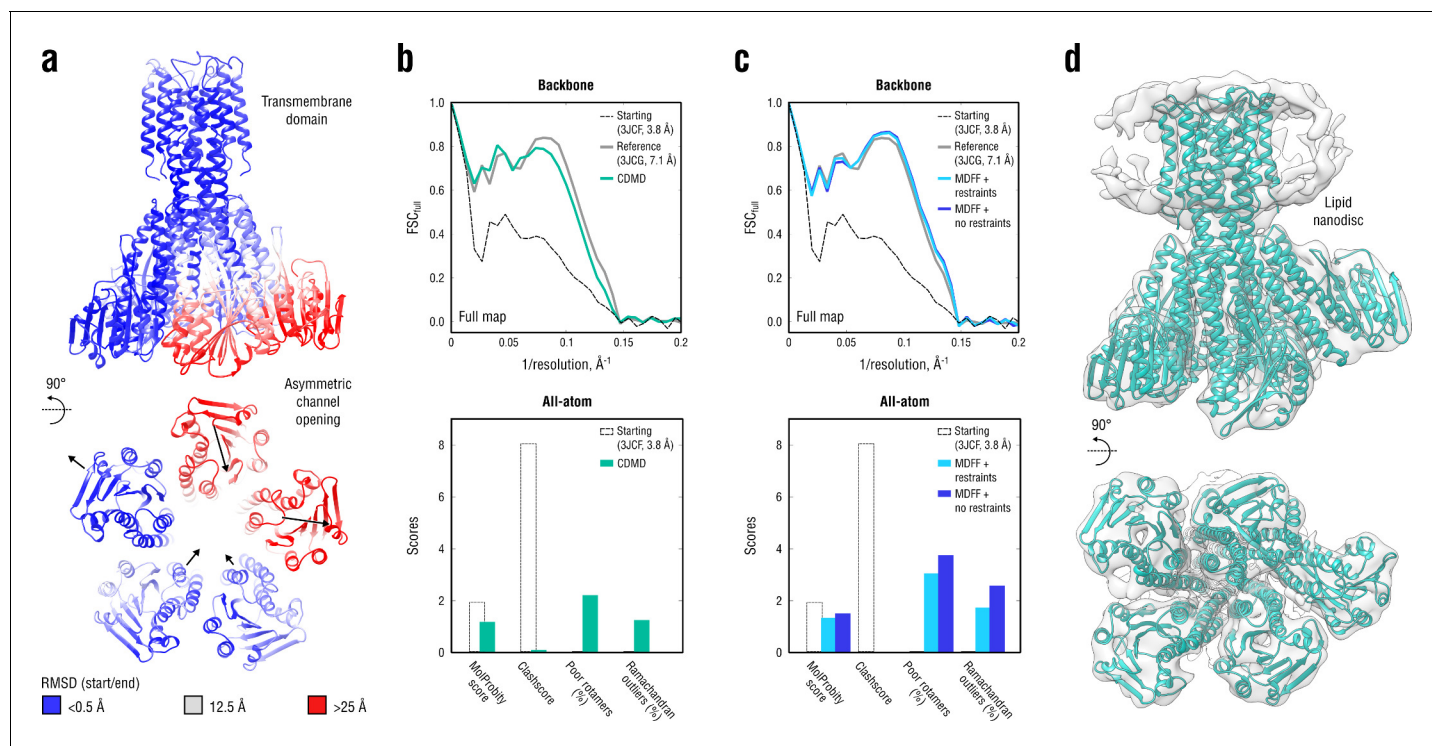 a
Transmembrane
domain
90°
Asymmetric
channel
opening
RMSD (start/end)
<0.5 Å
12.5 Å
>25 Å
b
Backbone
1.0
0.8
0.6
0.4
0.2
0.0
FSCfull
Starting
(3JCF, 3.8 Å)
Reference
(3JCG, 7.1 Å)
CDMD
Full map
0
0.05
0.1
0.15
0.2
1/resolution, Å-1
All-atom
8
6
4
2
0
Scores
Starting
(3JCF, 3.8 Å)
CDMD
MolProbity
score
Clashscore
Poor rotamers
(%)
Ramachandran
outliers (%)
c
Backbone
1.0
0.8
0.6
0.4
0.2
0.0
FSCfull
Starting
(3JCF, 3.8 Å)
Reference
(3JCG, 7.1 Å)
MDFF +
restraints
MDFF +
no restraints
Full map
0
0.05
0.1
0.15
0.2
1/resolution, Å-1
All-atom
8
6
4
2
0
Scores
Starting
(3JCF, 3.8 Å)
MDFF +
restraints
MDFF +
no restraints
MolProbity
score
Clashscore
Poor rotamers
(%)
Ramachandran
outliers (%)
d
Lipid
nanodisc
90°